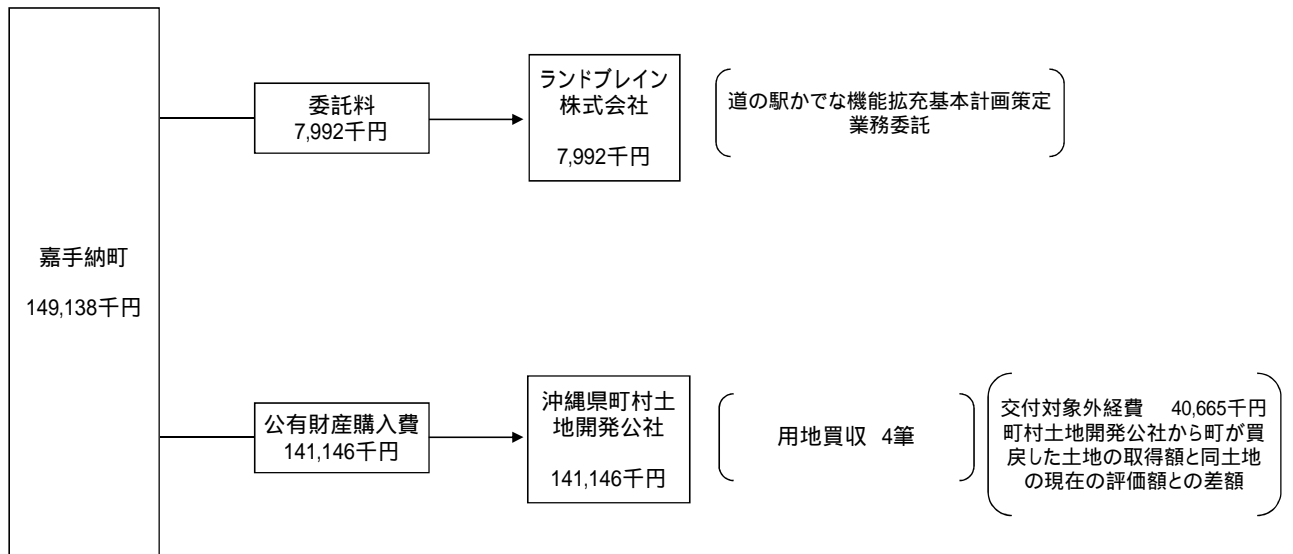 嘉手納町
149,138千円
委託料
7,992千円
ランドブレイン
株式会社
7,992千円
道の駅かでな機能拡充基本計画策定
業務委託
公有財産購入費
141,146千円
沖縄県町村土
地開発公社
141,146千円
用地買収 4筆
交付対象外経費 40,665千円
町村土地開発公社から町が買
戻した土地の取得額と同土地
の現在の評価額との差額